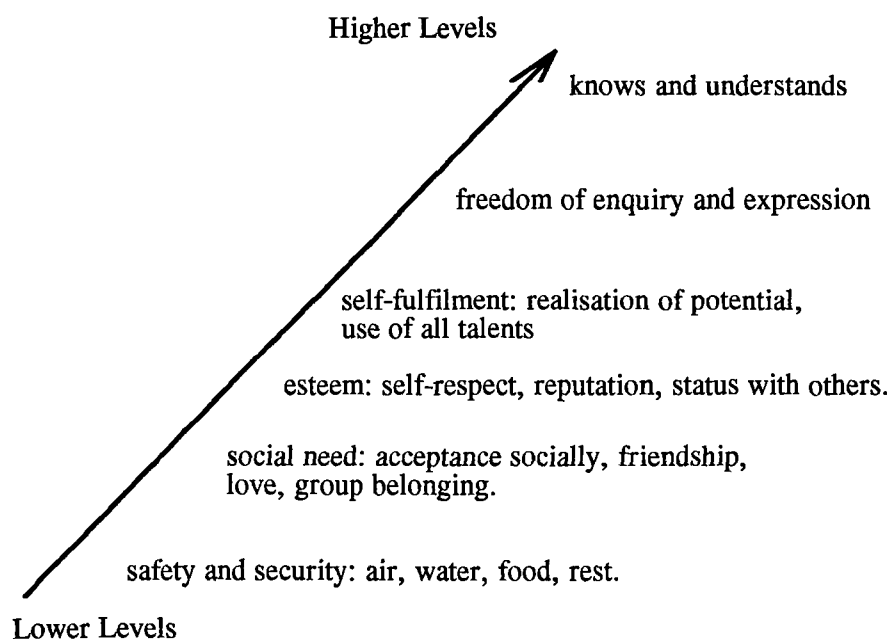 Higher Levels
knows and understands
freedom of enquiry and expression
self-fulfilment: realisation of potential,
use of all talents
esteem: self-respect, reputation, status with others.
social need: acceptance socially, friendship,
love, group belonging.
safety and security: air, water, food, rest.
Lower Levels